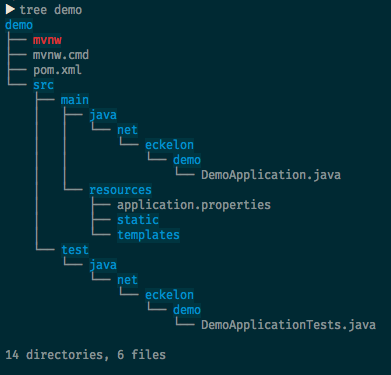 ▶ tree demo
demo
├── mvnw
├── mvnw.cmd
├── pom.xml
└── src
    ├── main
    │   ├── java
    │   │   └── net
    │   │       └── eckelon
    │   │           └── demo
    │   │               └── DemoApplication.java
    │   └── resources
    │       ├── application.properties
    │       ├── static
    │       └── templates
    └── test
        └── java
            └── net
                └── eckelon
                    └── demo
                        └── DemoApplicationTests.java
14 directories, 6 files